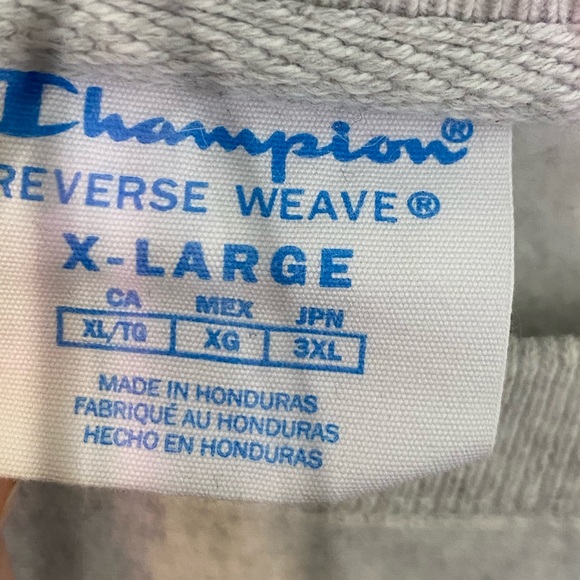 Champion®
REVERSE WEAVE®
X-LARGE
CA MEX JPN
XL/TG XG 3XL
MADE IN HONDURAS
FABRIQUÉ AU HONDURAS
HECHO EN HONDURAS